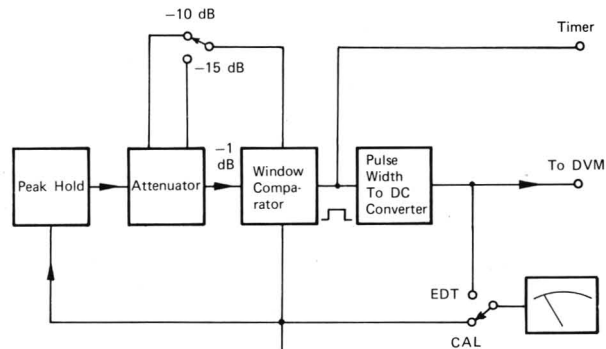 −10 dB
Timer
−15 dB
−1
dB
Peak Hold
Attenuator
Window
Compa-
rator
Pulse
Width
To DC
Converter
To DVM
EDT
CAL